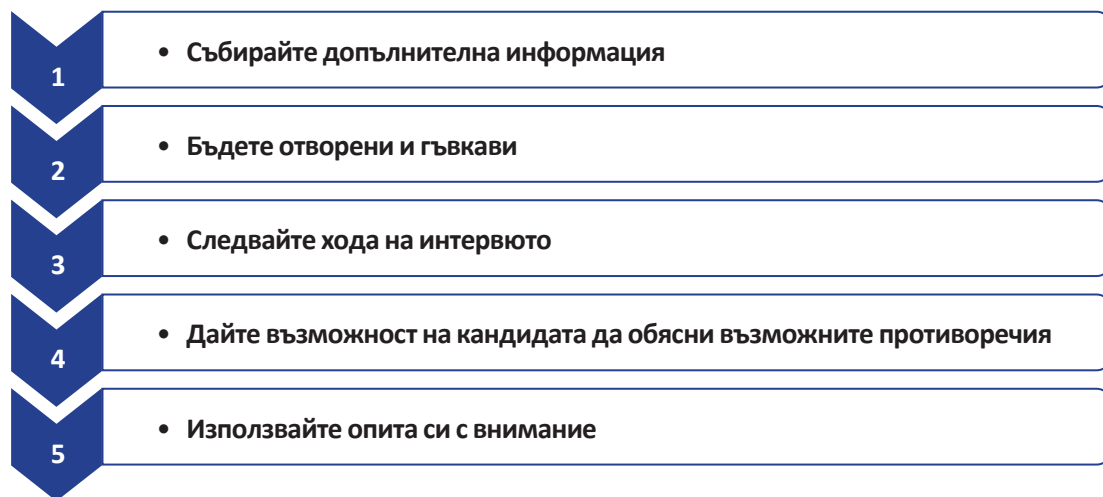 1 • Събирайте допълнителна информация
2 • Бъдете отворени и гъвкави
3 • Следвайте хода на интервюто
4 • Дайте възможност на кандидата да обясни възможните противоречия
5 • Използвайте опита си с внимание